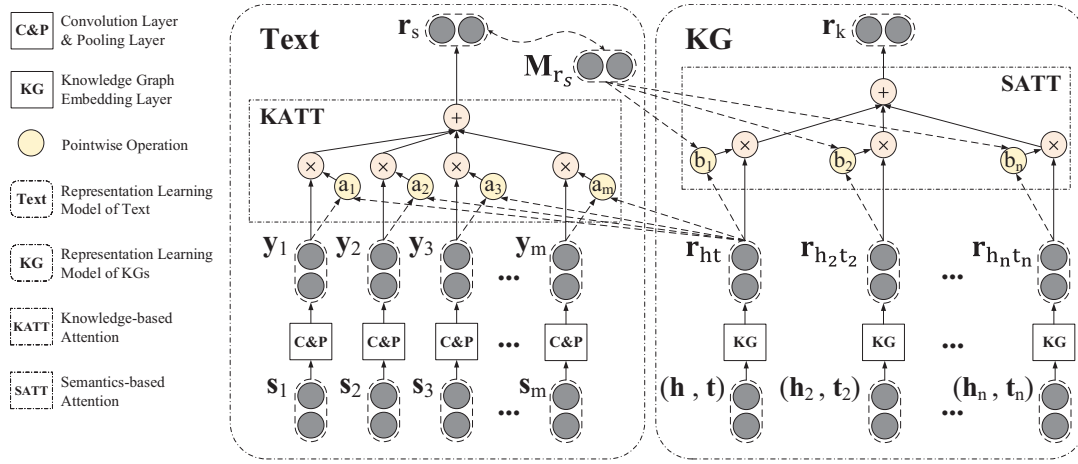 C&P Convolution Layer
& Pooling Layer
KG Knowledge Graph
Embedding Layer
Pointwise Operation
Text Representation Learning
Model of Text
KG Representation Learning
Model of KGs
KATT Knowledge-based
Attention
SATT Semantics-based
Attention
Text
r_s
M_{r_s}
KATT
+
× × × ×
a_1 a_2 a_3 a_m
y_1 y_2 y_3 y_m
...
C&P C&P C&P ... C&P
s_1 s_2 s_3 s_m
...
KG
r_k
SATT
+
b_1 × b_2 × b_n ×
r_{ht} r_{h_2t_2} r_{h_nt_n}
... ...
KG KG ... KG
(h , t) (h_2 , t_2) (h_n , t_n)
...